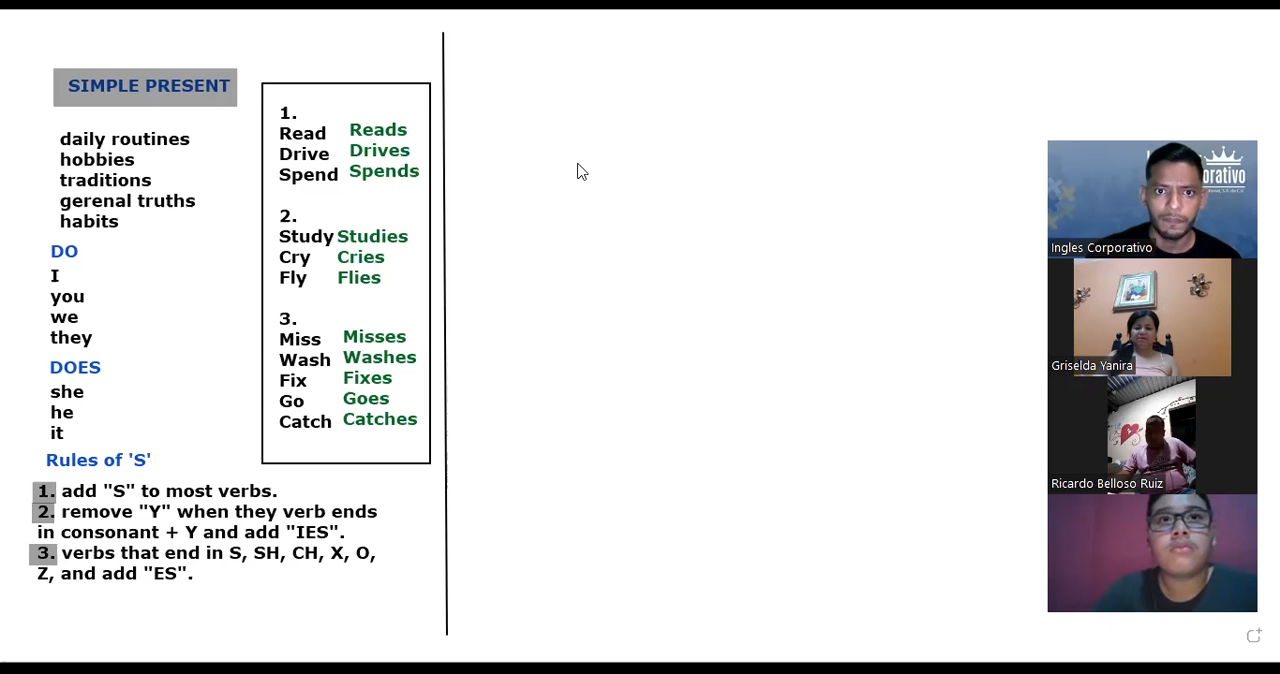 SIMPLE PRESENT
daily routines
hobbies
traditions
gerenal truths
habits
DO
I
you
we
they
DOES
she
he
it
Rules of 'S'
1. add "S" to most verbs.
2. remove "Y" when they verb ends
in consonant + Y and add "IES".
3. verbs that end in S, SH, CH, X, O,
Z, and add "ES".
1.
Read Reads
Drive Drives
Spend Spends
2.
Study Studies
Cry Cries
Fly Flies
3.
Miss Misses
Wash Washes
Fix Fixes
Go Goes
Catch Catches
orativo
Ingles Corporativo
Griselda Yanira
Ricardo Belloso Ruiz